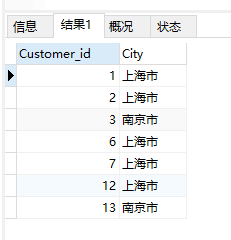 信息 结果1 概况 状态
Customer_id City
1 上海市
2 上海市
3 南京市
6 上海市
7 上海市
12 上海市
13 南京市